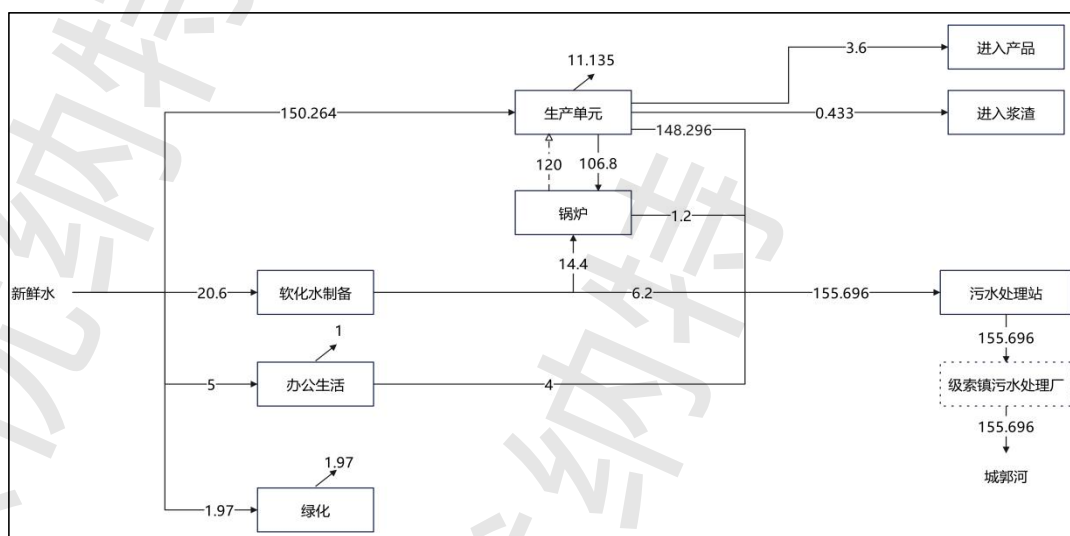 3.6
进入产品
11.135
150.264
生产单元
0.433
进入浆渣
148.296
120
106.8
锅炉
1.2
14.4
新鲜水
20.6
软化水制备
6.2
155.696
污水处理站
1
155.696
5
办公生活
4
级索镇污水处理厂
155.696
1.97
城郭河
1.97
绿化